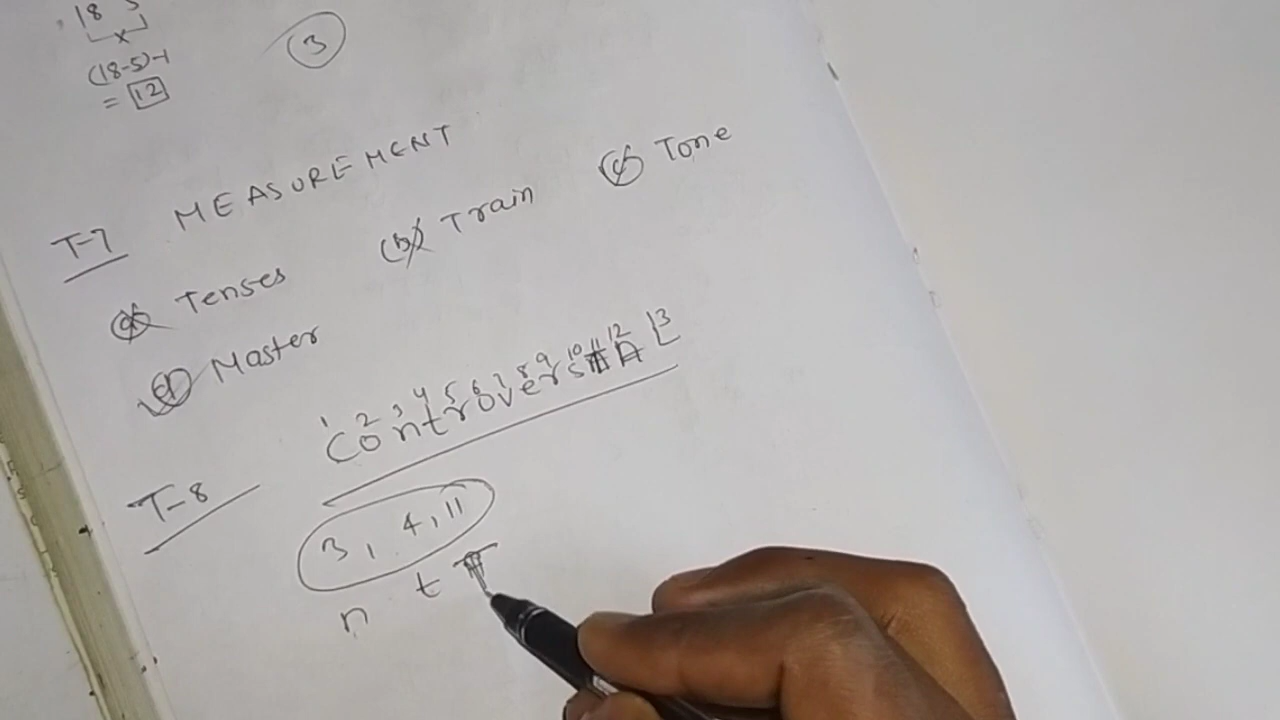 18 5
(18-5)-1
= 12
3
T-7 MEASUREMENT
(a) Tenses (b) Train (c) Tone
(d) Master
1 2 3 4 5 6 7 8 9 10 11 12 13
T-8 ControversIAL
3, 4, 11
n t I